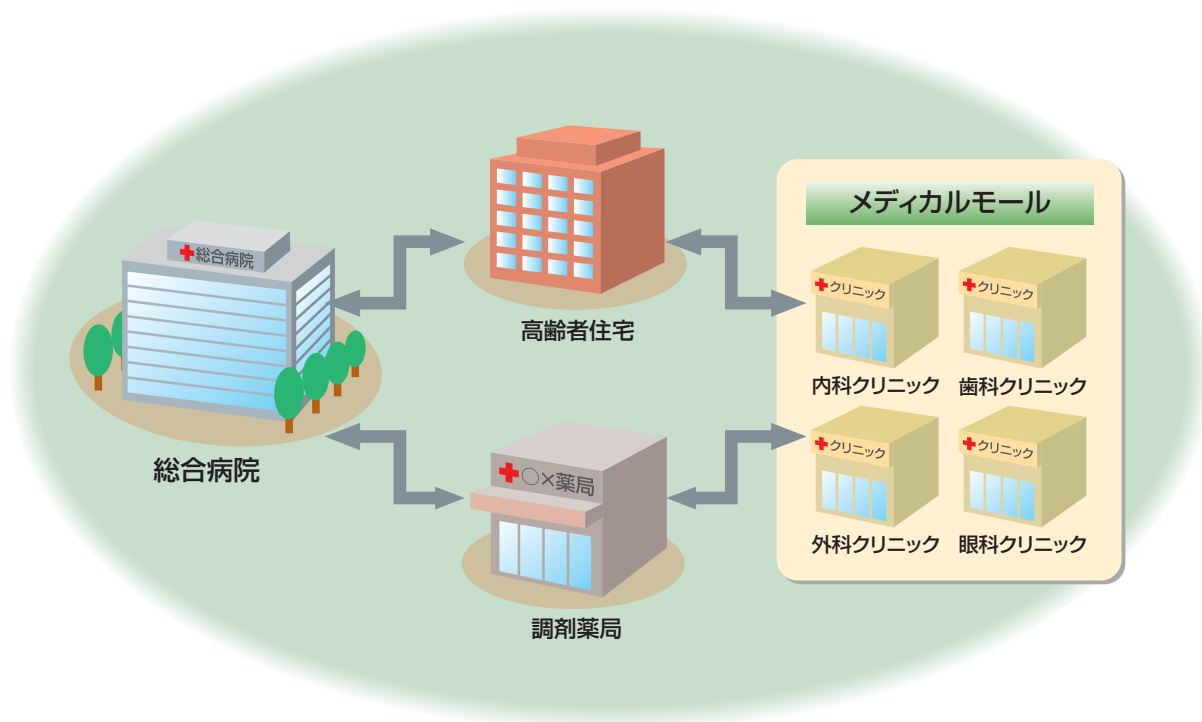 総合病院
総合病院
高齢者住宅
○×薬局
調剤薬局
メディカルモール
クリニック
クリニック
内科クリニック
歯科クリニック
クリニック
クリニック
外科クリニック
眼科クリニック